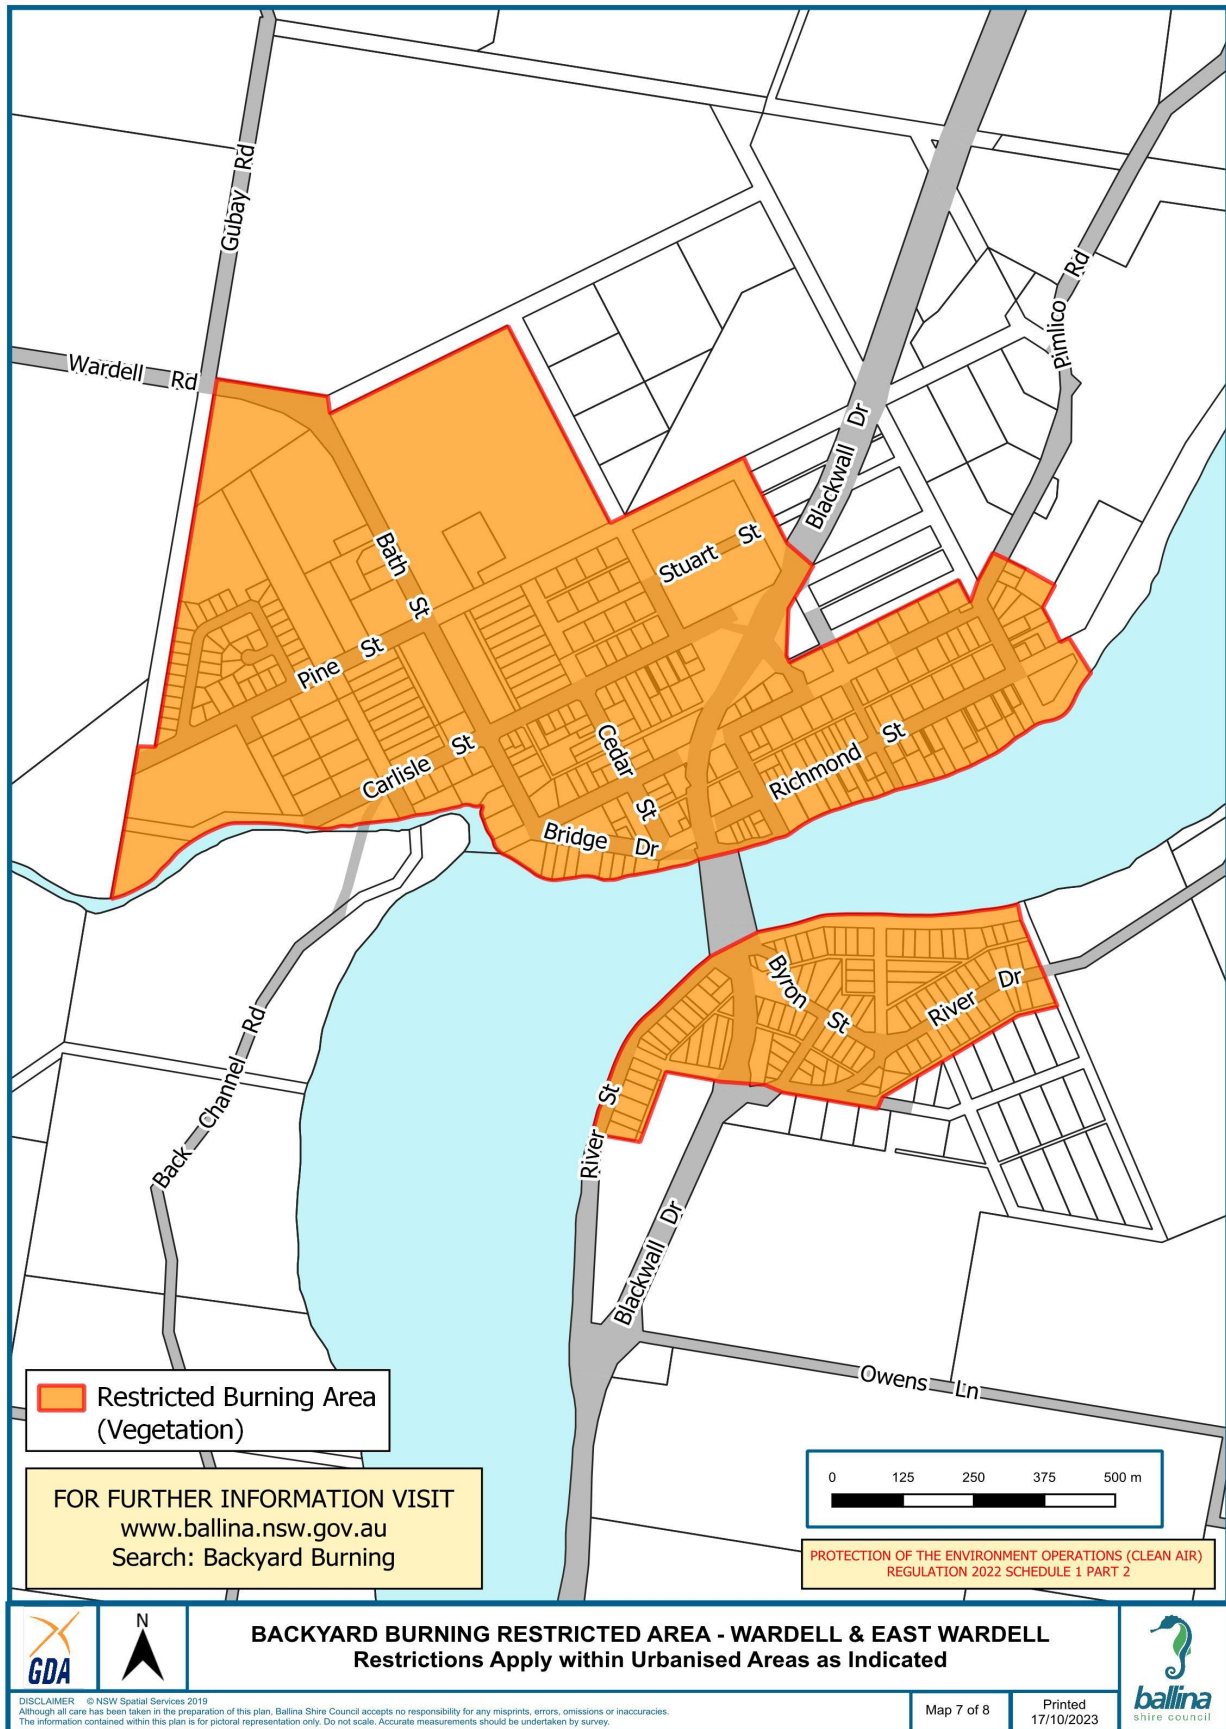 Gubay Rd
Wardell Rd
Pimlico Rd
Blackwall Dr
Bath St
Stuart St
Pine St
Cedar St
Carlisle St
Richmond St
Bridge Dr
Byron St
River Dr
Back Channel Rd
River St
Blackwall Dr
Owens Ln
Restricted Burning Area
(Vegetation)
FOR FURTHER INFORMATION VISIT
www.ballina.nsw.gov.au
Search: Backyard Burning
0 125 250 375 500 m
PROTECTION OF THE ENVIRONMENT OPERATIONS (CLEAN AIR)
REGULATION 2022 SCHEDULE 1 PART 2
GDA
N
BACKYARD BURNING RESTRICTED AREA - WARDELL & EAST WARDELL
Restrictions Apply within Urbanised Areas as Indicated
ballina
shire council
DISCLAIMER © NSW Spatial Services 2019
Although all care has been taken in the preparation of this plan, Ballina Shire Council accepts no responsibility for any misprints, errors, omissions or inaccuracies.
The information contained within this plan is for pictoral representation only. Do not scale. Accurate measurements should be undertaken by survey.
Map 7 of 8
Printed
17/10/2023